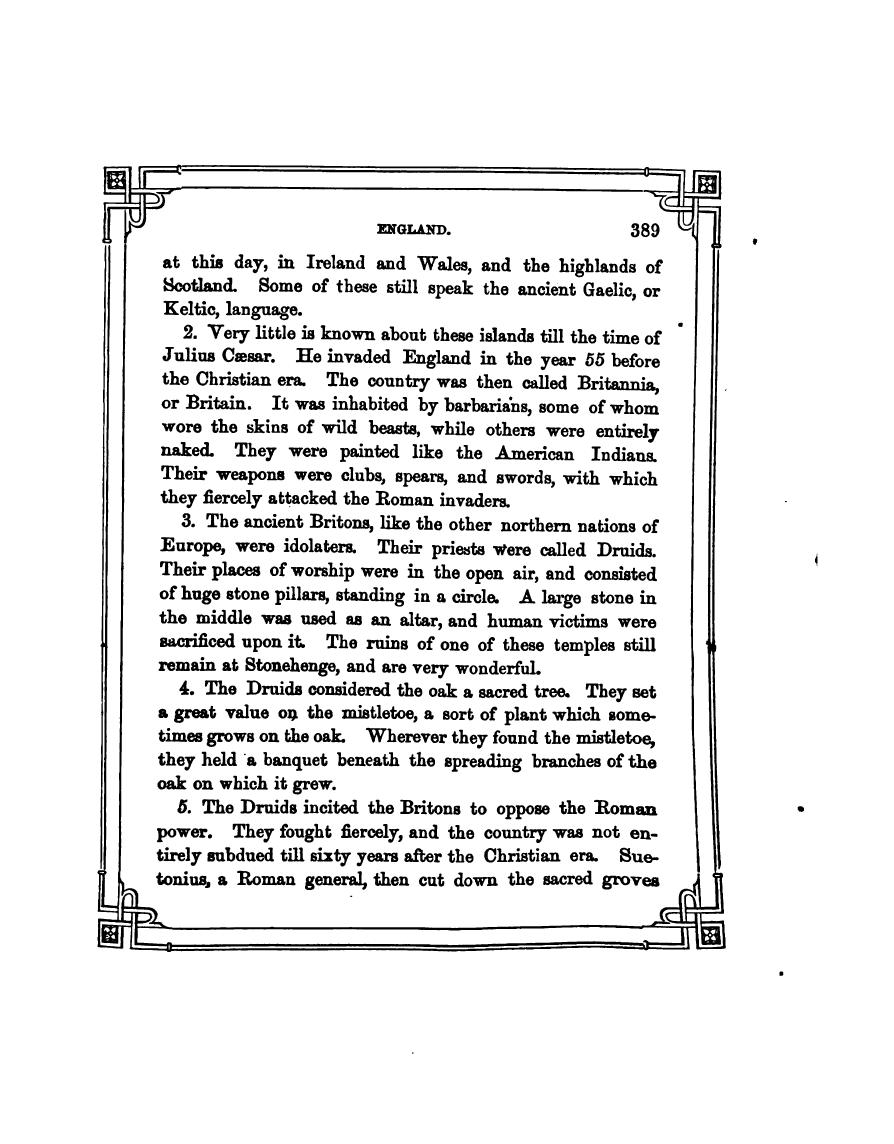 ENGLAND. 389
at this day, in Ireland and Wales, and the highlands of
Scotland. Some of these still speak the ancient Gaelic, or
Keltic, language.
2. Very little is known about these islands till the time of
Julius Cæsar. He invaded England in the year 55 before
the Christian era. The country was then called Britannia,
or Britain. It was inhabited by barbarians, some of whom
wore the skins of wild beasts, while others were entirely
naked. They were painted like the American Indians.
Their weapons were clubs, spears, and swords, with which
they fiercely attacked the Roman invaders.
3. The ancient Britons, like the other northern nations of
Europe, were idolaters. Their priests were called Druids.
Their places of worship were in the open air, and consisted
of huge stone pillars, standing in a circle. A large stone in
the middle was used as an altar, and human victims were
sacrificed upon it. The ruins of one of these temples still
remain at Stonehenge, and are very wonderful.
4. The Druids considered the oak a sacred tree. They set
a great value on the mistletoe, a sort of plant which some-
times grows on the oak. Wherever they found the mistletoe,
they held a banquet beneath the spreading branches of the
oak on which it grew.
5. The Druids incited the Britons to oppose the Roman
power. They fought fiercely, and the country was not en-
tirely subdued till sixty years after the Christian era. Sue-
tonius, a Roman general, then cut down the sacred groves